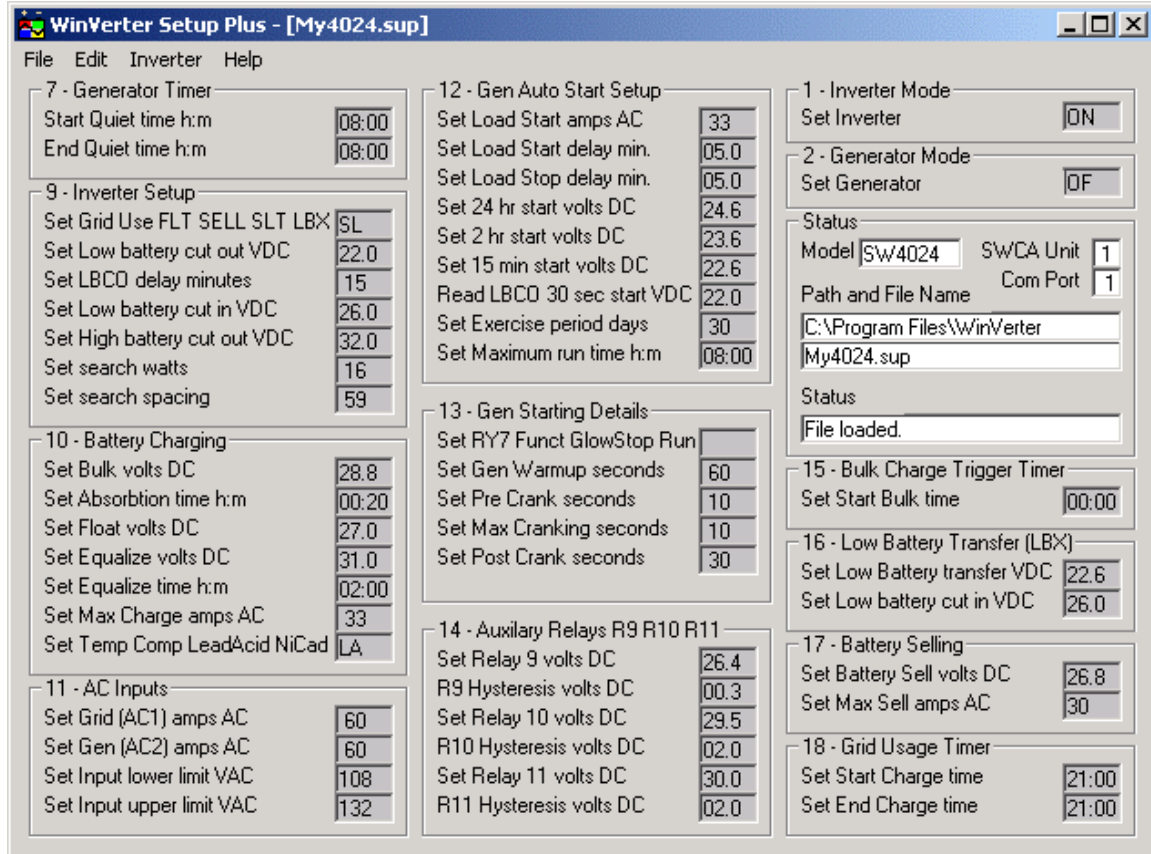 WinVerter Setup Plus - [My4024.sup]
File Edit Inverter Help
7 - Generator Timer
Start Quiet time h:m 08:00
End Quiet time h:m 08:00
9 - Inverter Setup
Set Grid Use FLT SELL SLT LBX SL
Set Low battery cut out VDC 22.0
Set LBCO delay minutes 15
Set Low battery cut in VDC 26.0
Set High battery cut out VDC 32.0
Set search watts 16
Set search spacing 59
10 - Battery Charging
Set Bulk volts DC 28.8
Set Absorbtion time h:m 00:20
Set Float volts DC 27.0
Set Equalize volts DC 31.0
Set Equalize time h:m 02:00
Set Max Charge amps AC 33
Set Temp Comp LeadAcid NiCad LA
11 - AC Inputs
Set Grid (AC1) amps AC 60
Set Gen (AC2) amps AC 60
Set Input lower limit VAC 108
Set Input upper limit VAC 132
12 - Gen Auto Start Setup
Set Load Start amps AC 33
Set Load Start delay min. 05.0
Set Load Stop delay min. 05.0
Set 24 hr start volts DC 24.6
Set 2 hr start volts DC 23.6
Set 15 min start volts DC 22.6
Read LBCO 30 sec start VDC 22.0
Set Exercise period days 30
Set Maximum run time h:m 08:00
13 - Gen Starting Details
Set RY7 Funct GlowStop Run
Set Gen Warmup seconds 60
Set Pre Crank seconds 10
Set Max Cranking seconds 10
Set Post Crank seconds 30
14 - Auxilary Relays R9 R10 R11
Set Relay 9 volts DC 26.4
R9 Hysteresis volts DC 00.3
Set Relay 10 volts DC 29.5
R10 Hysteresis volts DC 02.0
Set Relay 11 volts DC 30.0
R11 Hysteresis volts DC 02.0
1 - Inverter Mode
Set Inverter ON
2 - Generator Mode
Set Generator OF
Status
Model SW4024 SWCA Unit 1
Com Port 1
Path and File Name
C:\Program Files\WinVerter
My4024.sup
Status
File loaded.
15 - Bulk Charge Trigger Timer
Set Start Bulk time 00:00
16 - Low Battery Transfer (LBX)
Set Low Battery transfer VDC 22.6
Set Low battery cut in VDC 26.0
17 - Battery Selling
Set Battery Sell volts DC 26.8
Set Max Sell amps AC 30
18 - Grid Usage Timer
Set Start Charge time 21:00
Set End Charge time 21:00